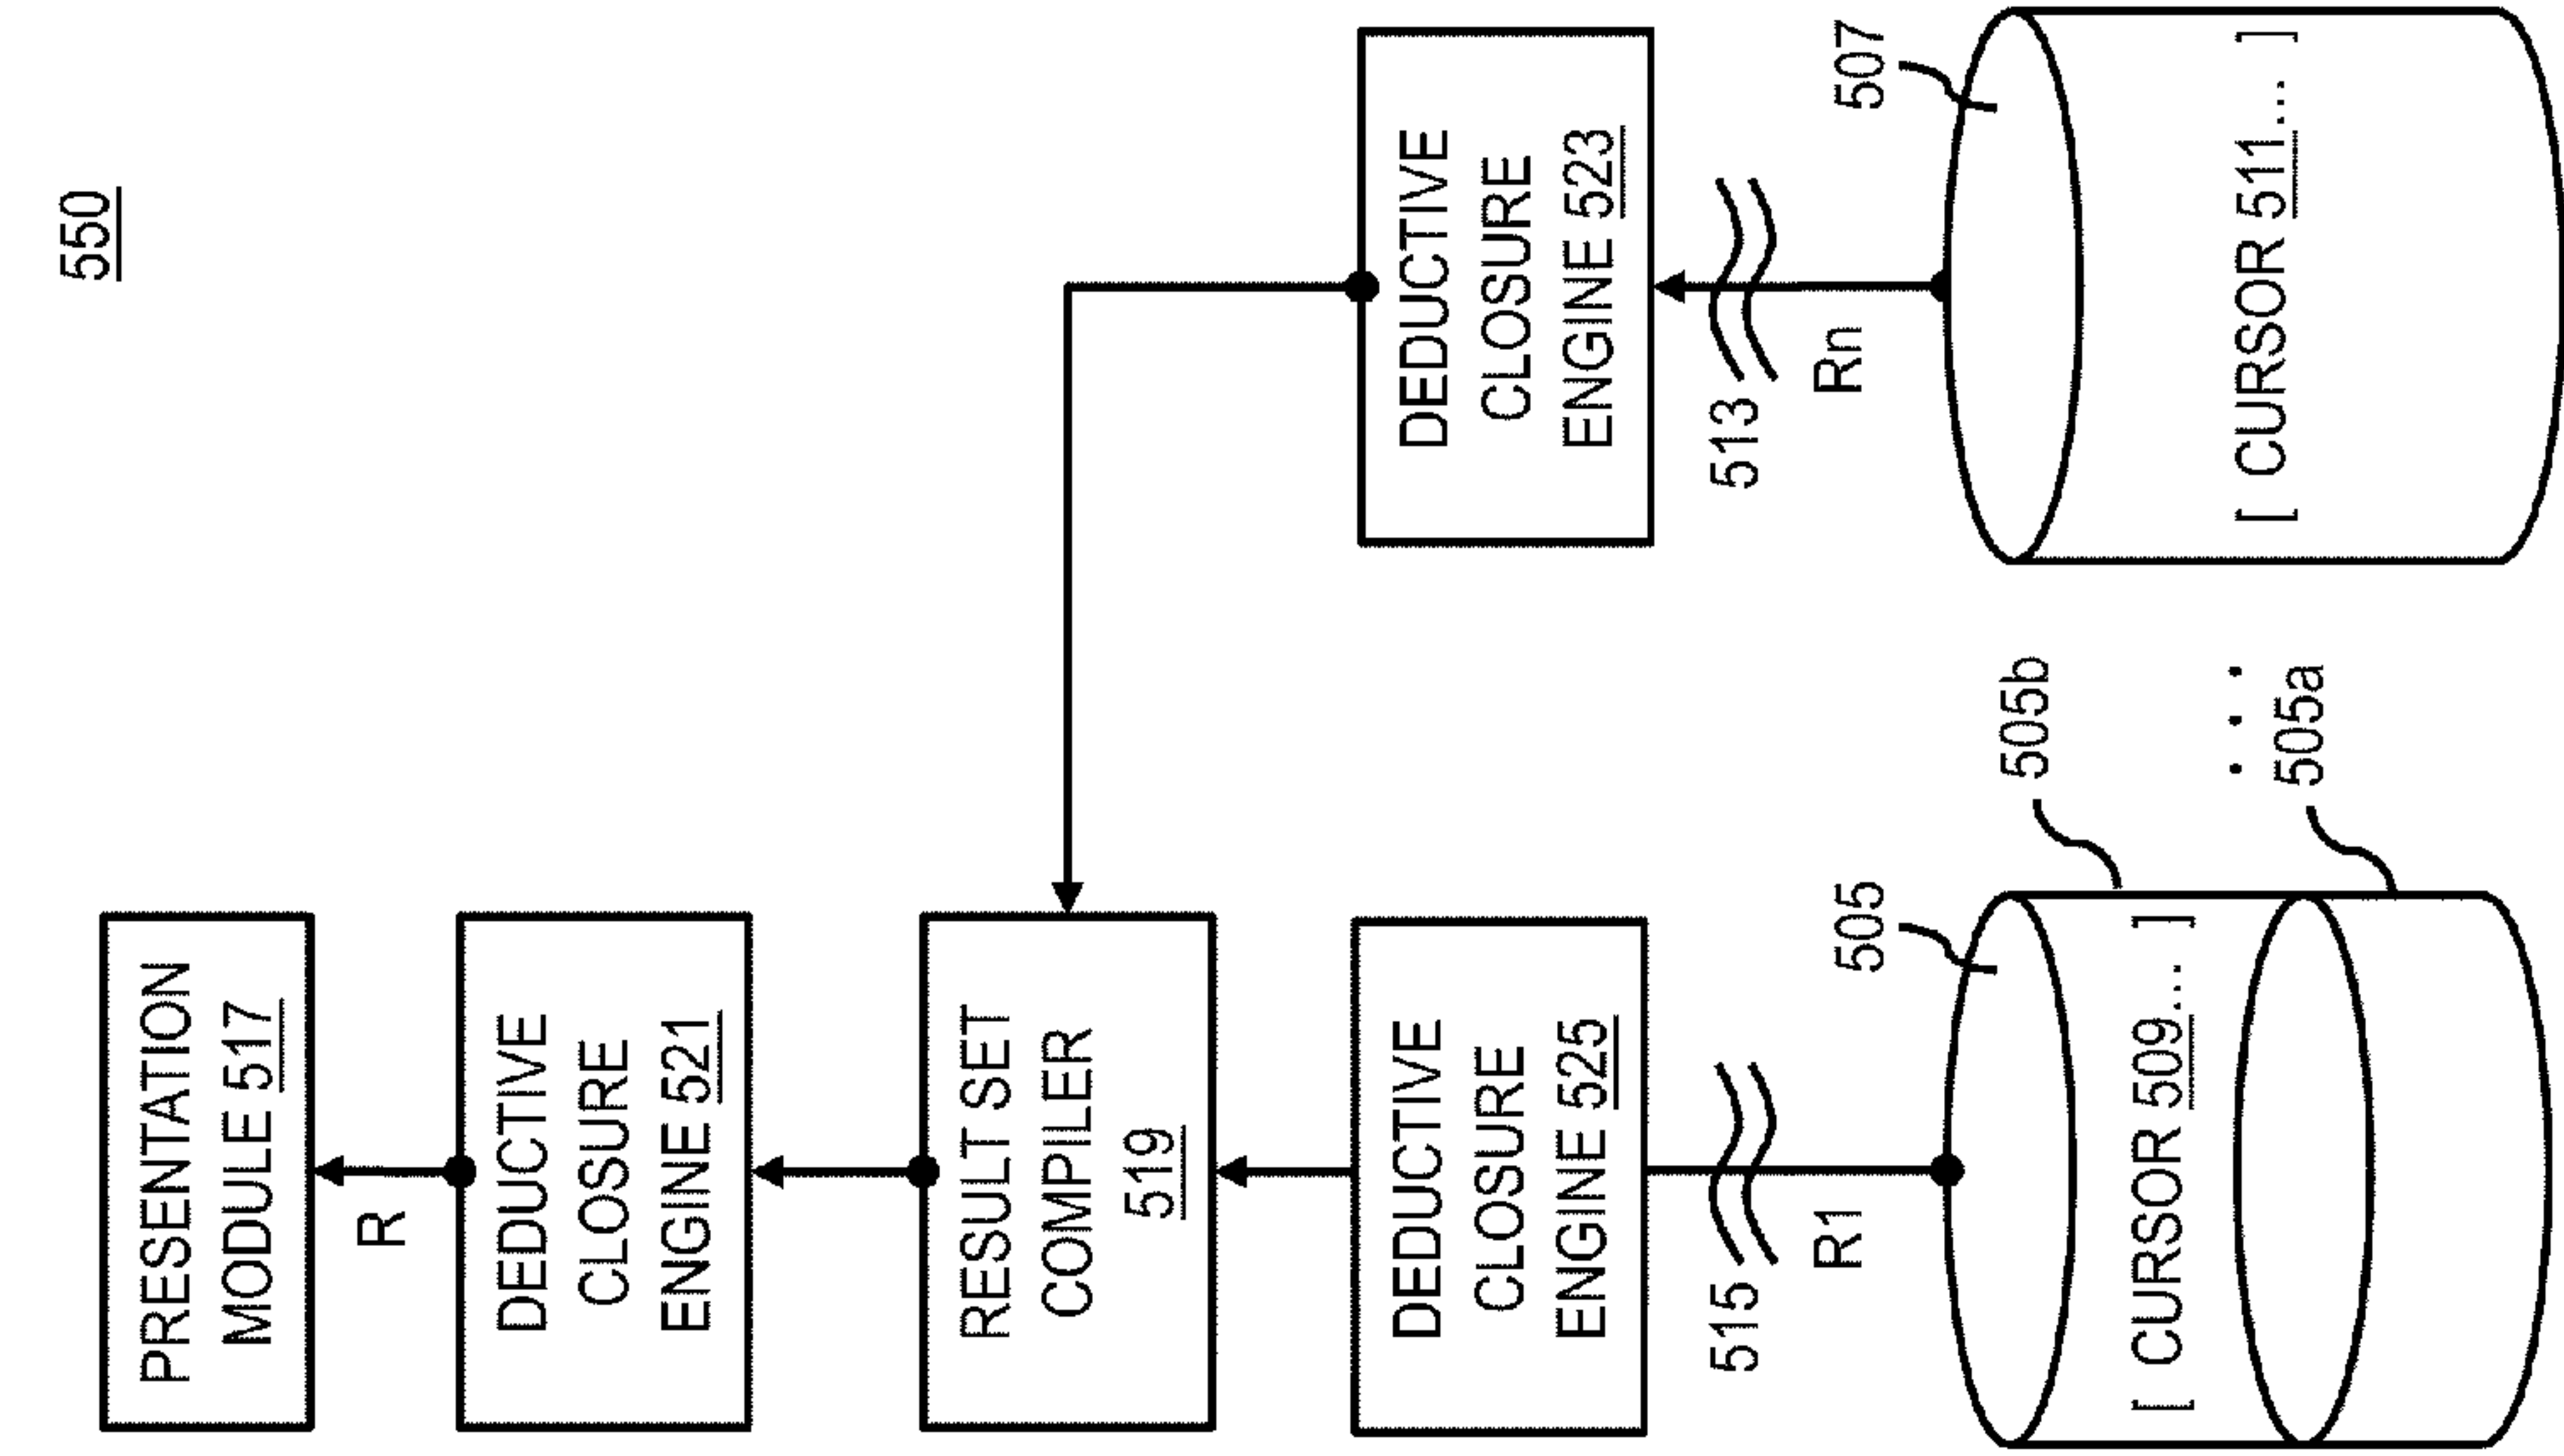 550
PRESENTATION
MODULE 517
R
DEDUCTIVE
CLOSURE
ENGINE 521
RESULT SET
COMPILER
519
DEDUCTIVE
CLOSURE
ENGINE 525
DEDUCTIVE
CLOSURE
ENGINE 523
515
R1
513
Rn
505
507
505b
[ CURSOR 509... ]
[ CURSOR 511... ]
...
505a